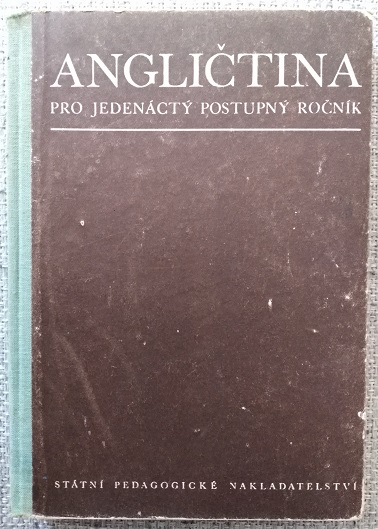 ANGLIČTINA
PRO JEDENÁCTÝ POSTUPNÝ ROČNÍK
STÁTNÍ PEDAGOGICKÉ NAKLADATELSTVÍ